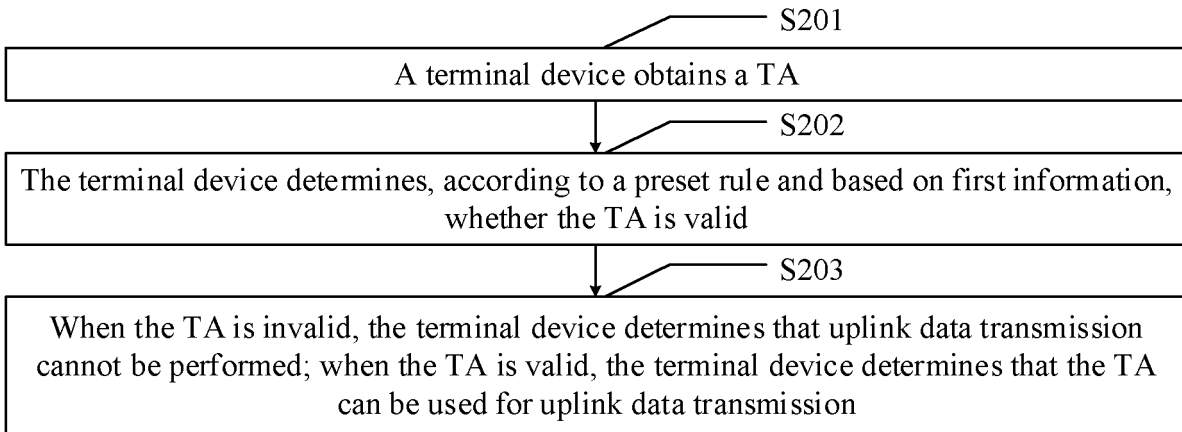 S201
A terminal device obtains a TA
S202
The terminal device determines, according to a preset rule and based on first information,
whether the TA is valid
S203
When the TA is invalid, the terminal device determines that uplink data transmission
cannot be performed; when the TA is valid, the terminal device determines that the TA
can be used for uplink data transmission